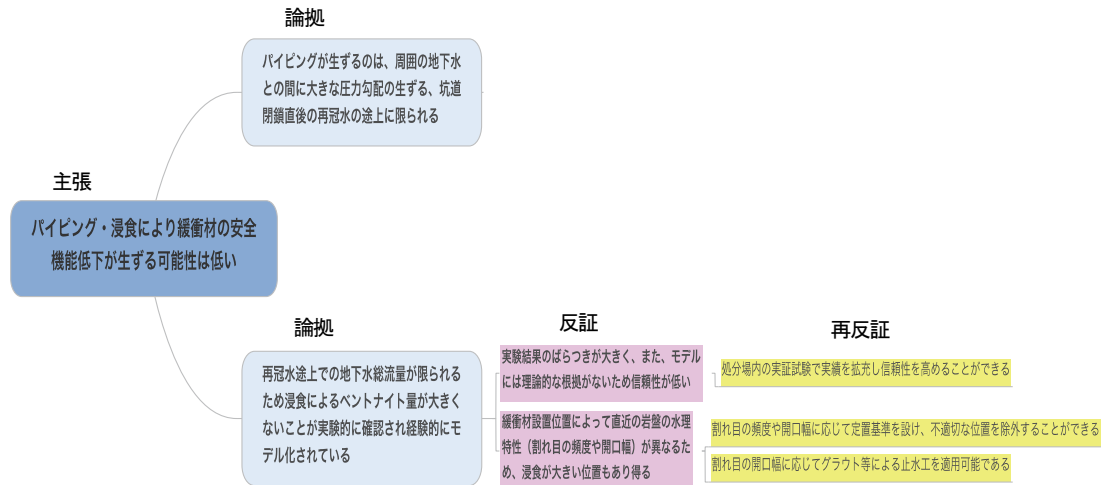 論拠
パイピングが生ずるのは、周囲の地下水
との間に大きな圧力勾配の生ずる、坑道
閉鎖直後の再冠水の途上に限られる
主張
パイピング・浸食により緩衝材の安全
機能低下が生ずる可能性は低い
論拠
再冠水途上での地下水総流量が限られる
ため浸食によるベントナイト量が大きく
ないことが実験的に確認され経験的にモ
デル化されている
反証
実験結果のばらつきが大きく、また、モデル
には理論的な根拠がないため信頼性が低い
緩衝材設置位置によって直近の岩盤の水理
特性（割れ目の頻度や開口幅）が異なるた
め、浸食が大きい位置もあり得る
再反証
処分場内の実証試験で実績を拡充し信頼性を高めることができる
割れ目の頻度や開口幅に応じて定置基準を設け、不適切な位置を除外することができる
割れ目の開口幅に応じてグラウト等による止水工を適用可能である